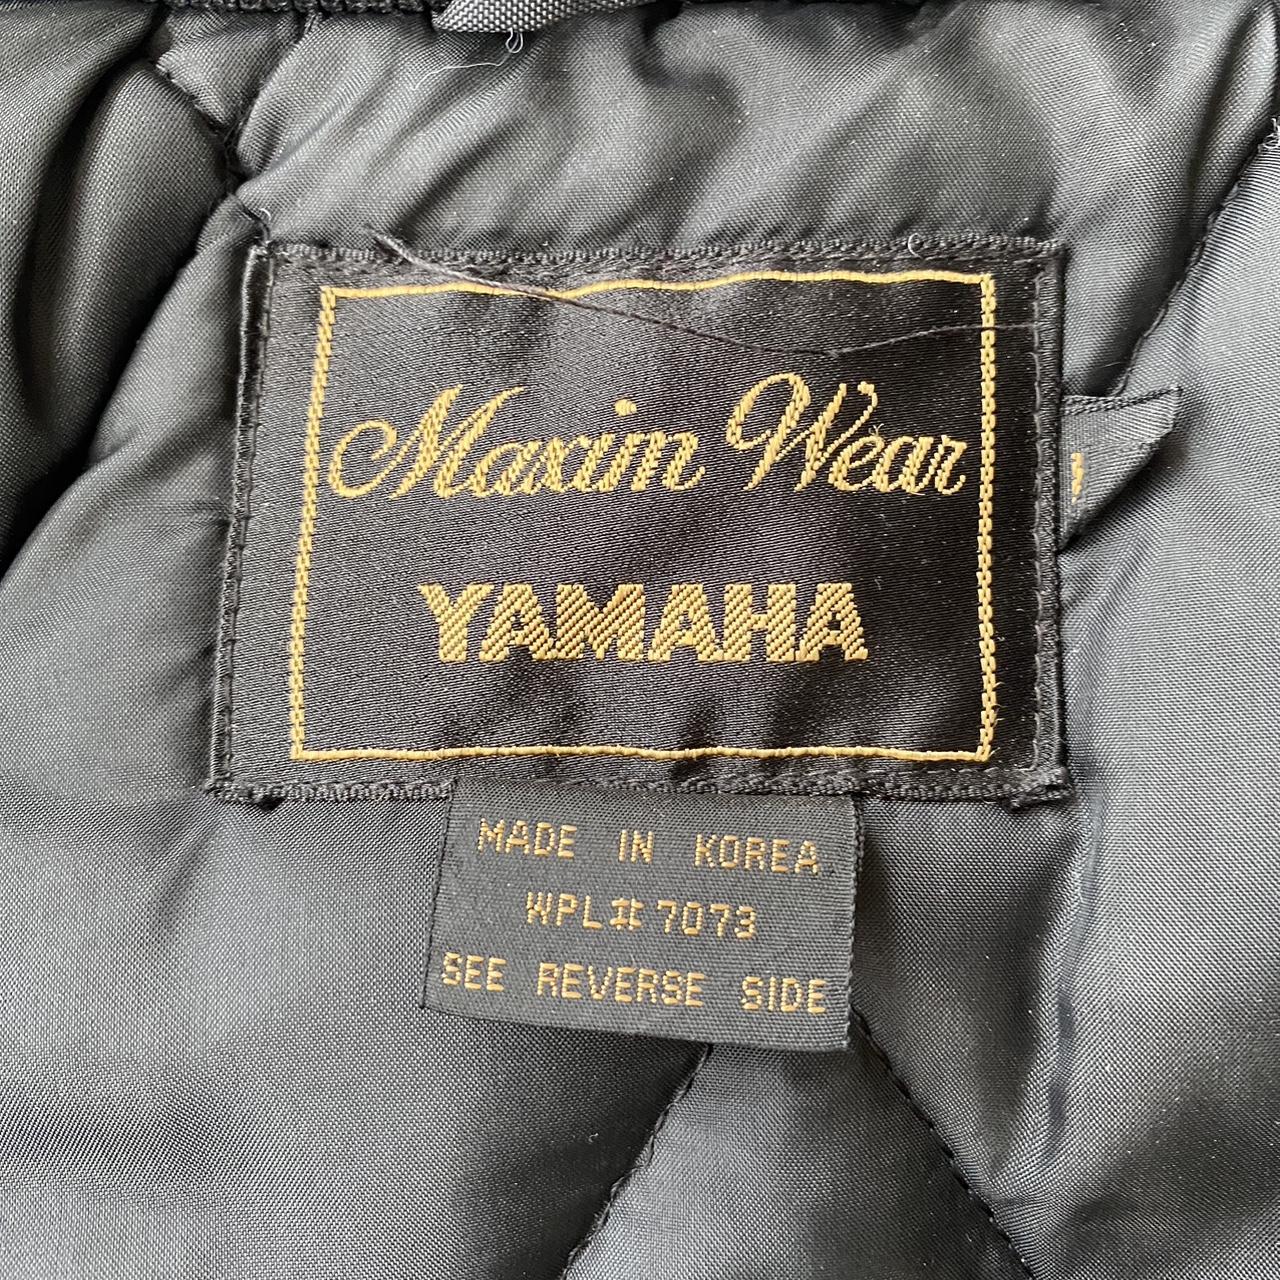 Maxim Wear
YAMAHA
MADE IN KOREA
WPL#7073
SEE REVERSE SIDE